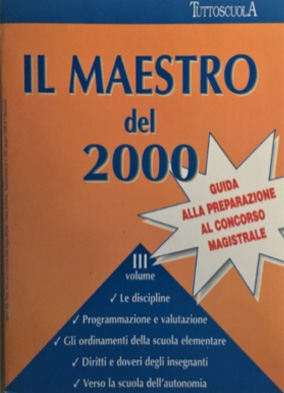 TUTTOSCUOLA
IL MAESTRO
del
2000
GUIDA
ALLA PREPARAZIONE
AL CONCORSO
MAGISTRALE
III
volume
✓ Le discipline
✓ Programmazione e valutazione
✓ Gli ordinamenti della scuola elementare
✓ Diritti e doveri degli insegnanti
✓ Verso la scuola dell'autonomia